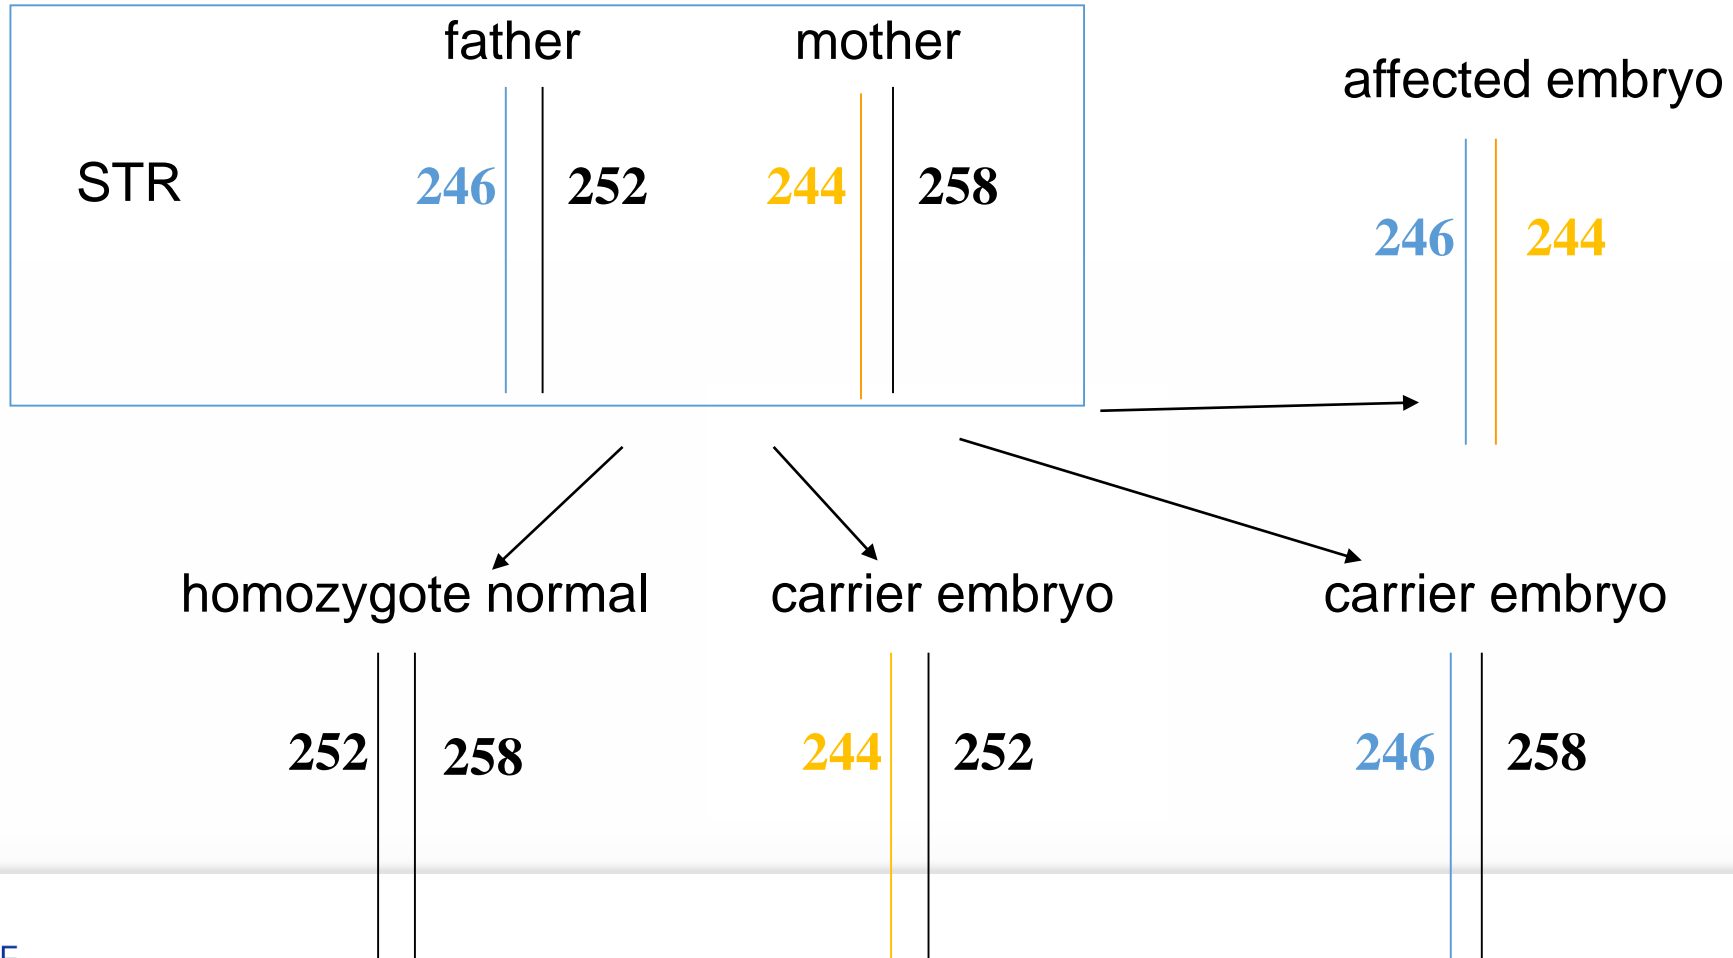 father mother
affected embryo
STR 246 252 244 258
246 244
homozygote normal carrier embryo carrier embryo
252 258 244 252 246 258